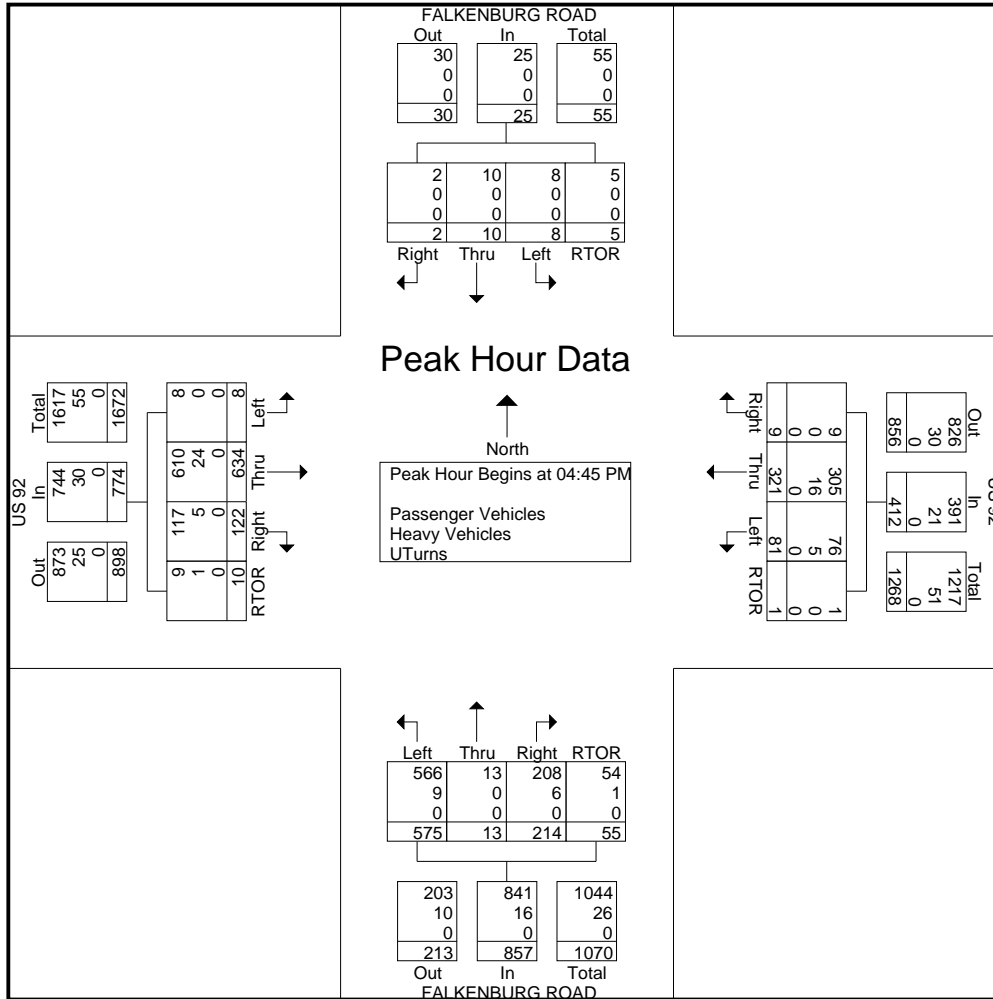 FALKENBURG ROAD
Out In Total
30 25 55
0 0 0
0 0 0
30 25 55
2 10 8 5
0 0 0 0
0 0 0 0
2 10 8 5
Right Thru Left RTOR
Peak Hour Data
North
Peak Hour Begins at 04:45 PM
Passenger Vehicles
Heavy Vehicles
UTurns
US 92
Out In Total
873 744 1617
25 30 55
0 0 0
898 774 1672
RTOR Right Thru Left
9 117 610 8
1 5 24 0
0 0 0 0
10 122 634 8
Out In Total
826 391 1217
30 21 51
0 0 0
856 412 1268
9 305 76 1
0 16 5 0
0 0 0 0
9 321 81 1
Right Thru Left RTOR
Left Thru Right RTOR
566 13 208 54
9 0 6 1
0 0 0 0
575 13 214 55
203 841 1044
10 16 26
0 0 0
213 857 1070
Out In Total
FALKENBURG ROAD